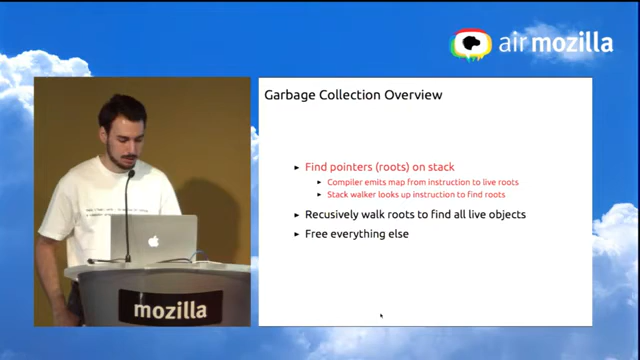 air mozilla
Garbage Collection Overview
Find pointers (roots) on stack
Compiler emits map from instruction to live roots
Stack walker looks up instruction to find roots
Recusively walk roots to find all live objects
Free everything else
mozilla